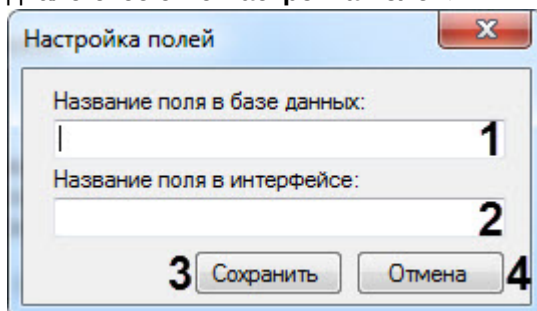 Настройка полей
Название поля в базе данных:
1
Название поля в интерфейсе:
2
3 Сохранить Отмена 4